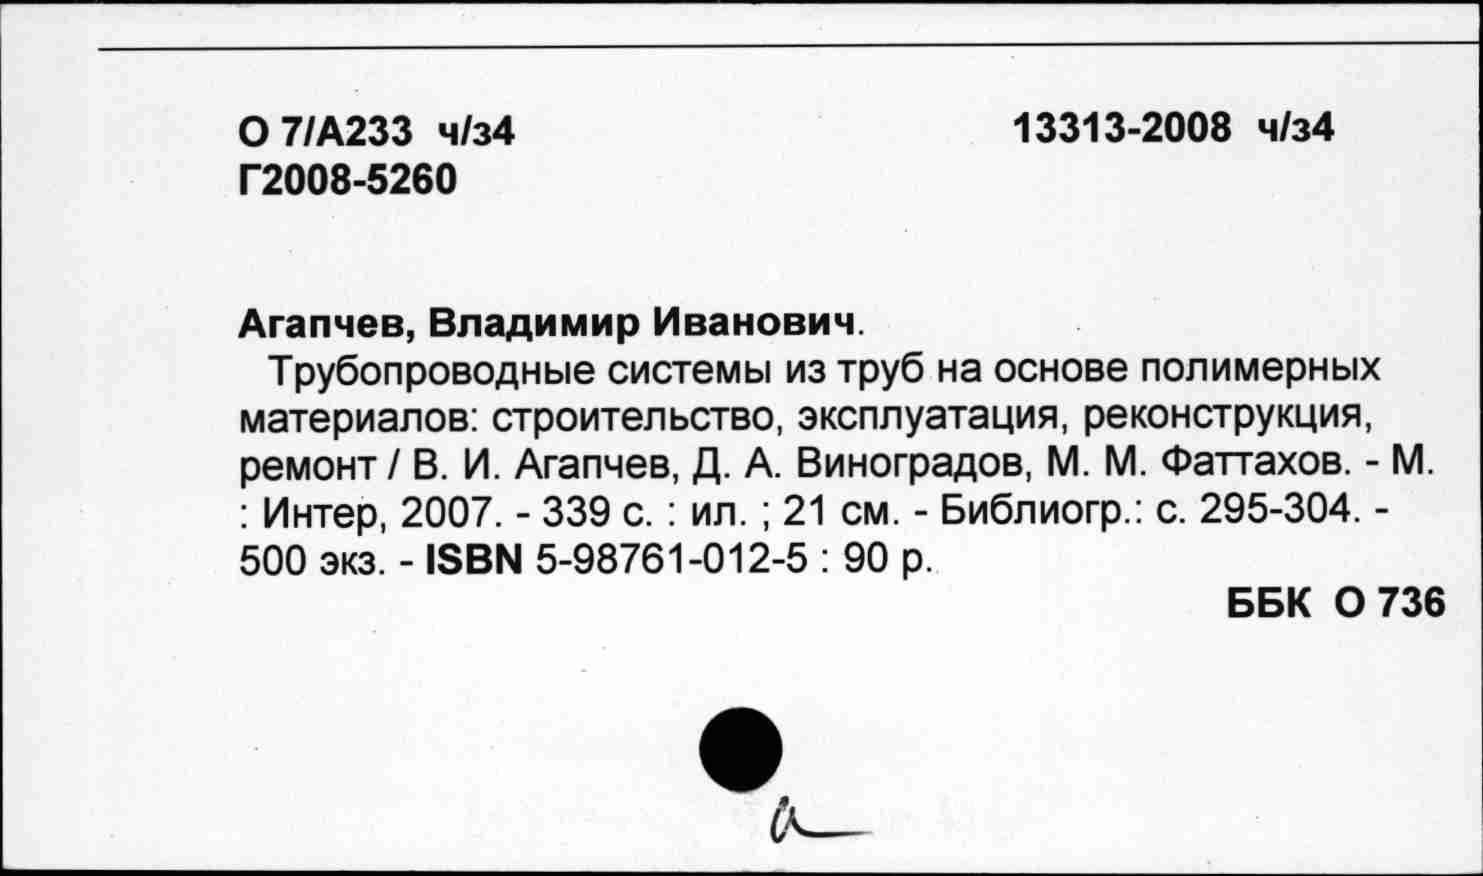 О 7/А233 ч/з4 13313-2008 ч/з4
Г2008-5260
Агапчев, Владимир Иванович.
Трубопроводные системы из труб на основе полимерных
материалов: строительство, эксплуатация, реконструкция,
ремонт / В. И. Агапчев, Д. А. Виноградов, М. М. Фаттахов. - М.
: Интер, 2007. - 339 с. : ил. ; 21 см. - Библиогр.: с. 295-304. -
500 экз. - ISBN 5-98761-012-5 : 90 р.
ББК О 736